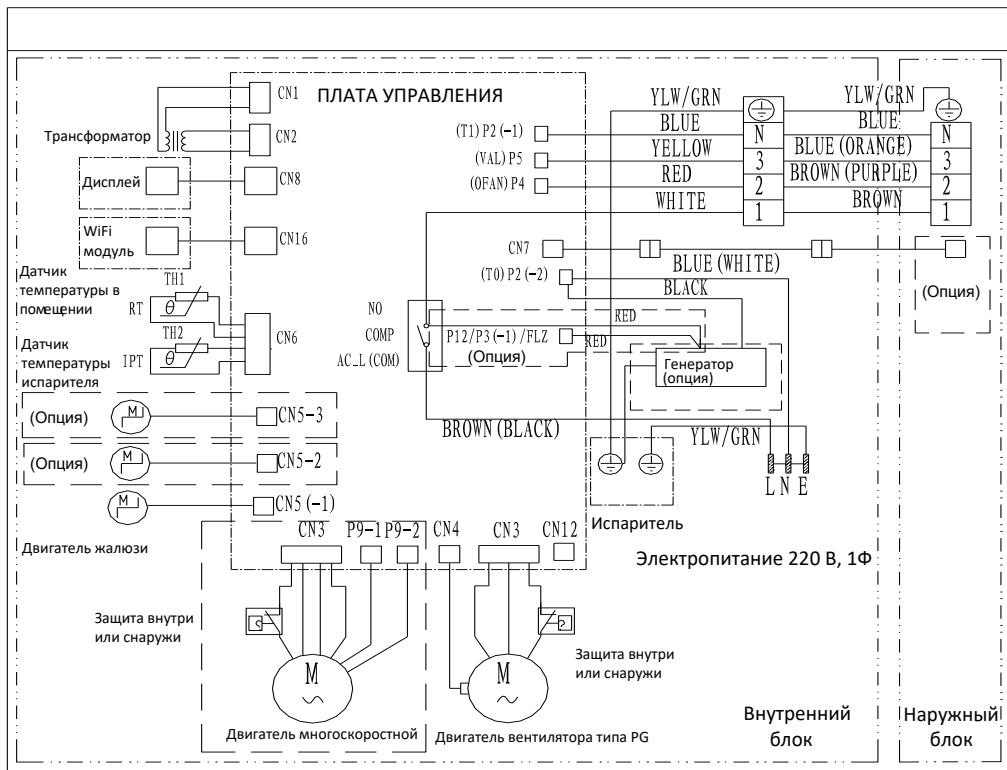 ПЛАТА УПРАВЛЕНИЯ
CN1
Трансформатор
CN2
Дисплей
CN8
WiFi
модуль
CN16
Датчик
температуры в
помещении
TH1
θ
RT
TH2
θ
IPT
CN6
Датчик
температуры
испарителя
(Опция)
M
CN5-3
(Опция)
M
CN5-2
M
CN5 (-1)
Двигатель жалюзи
(T1) P2 (-1)
(VAL) P5
(OFAN) P4
YLW/GRN
BLUE
YELLOW
RED
WHITE
N
3
2
1
YLW/GRN
BLUE
BLUE (ORANGE)
BROWN (PURPLE)
BROWN
N
3
2
1
CN7
BLUE (WHITE)
(T0) P2 (-2)
BLACK
(Опция)
NO
COMP
AC_L (COM)
RED
P12/P3 (-1) /FLZ
RED
(Опция)
Генератор
(опция)
BROWN (BLACK)
YLW/GRN
L N E
Испаритель
Электропитание 220 В, 1Ф
CN3
P9-1
P9-2
CN4
CN3
CN12
Защита внутри
или снаружи
M
Двигатель многоскоростной
M
Защита внутри
или снаружи
Двигатель вентилятора типа PG
Внутренний
блок
Наружный
блок